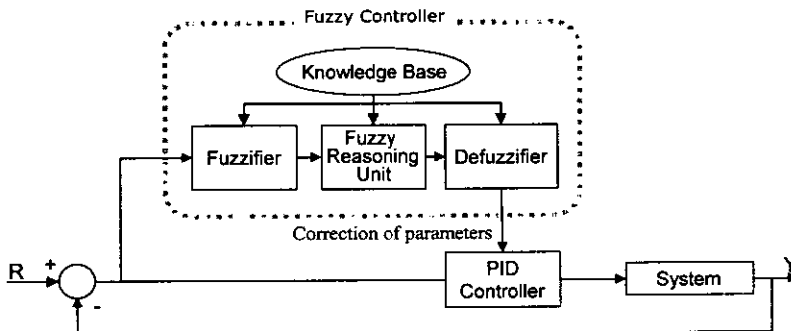 Fuzzy Controller
Knowledge Base
Fuzzifier
Fuzzy
Reasoning
Unit
Defuzzifier
Correction of parameters
R
+
-
PID
Controller
System
Y